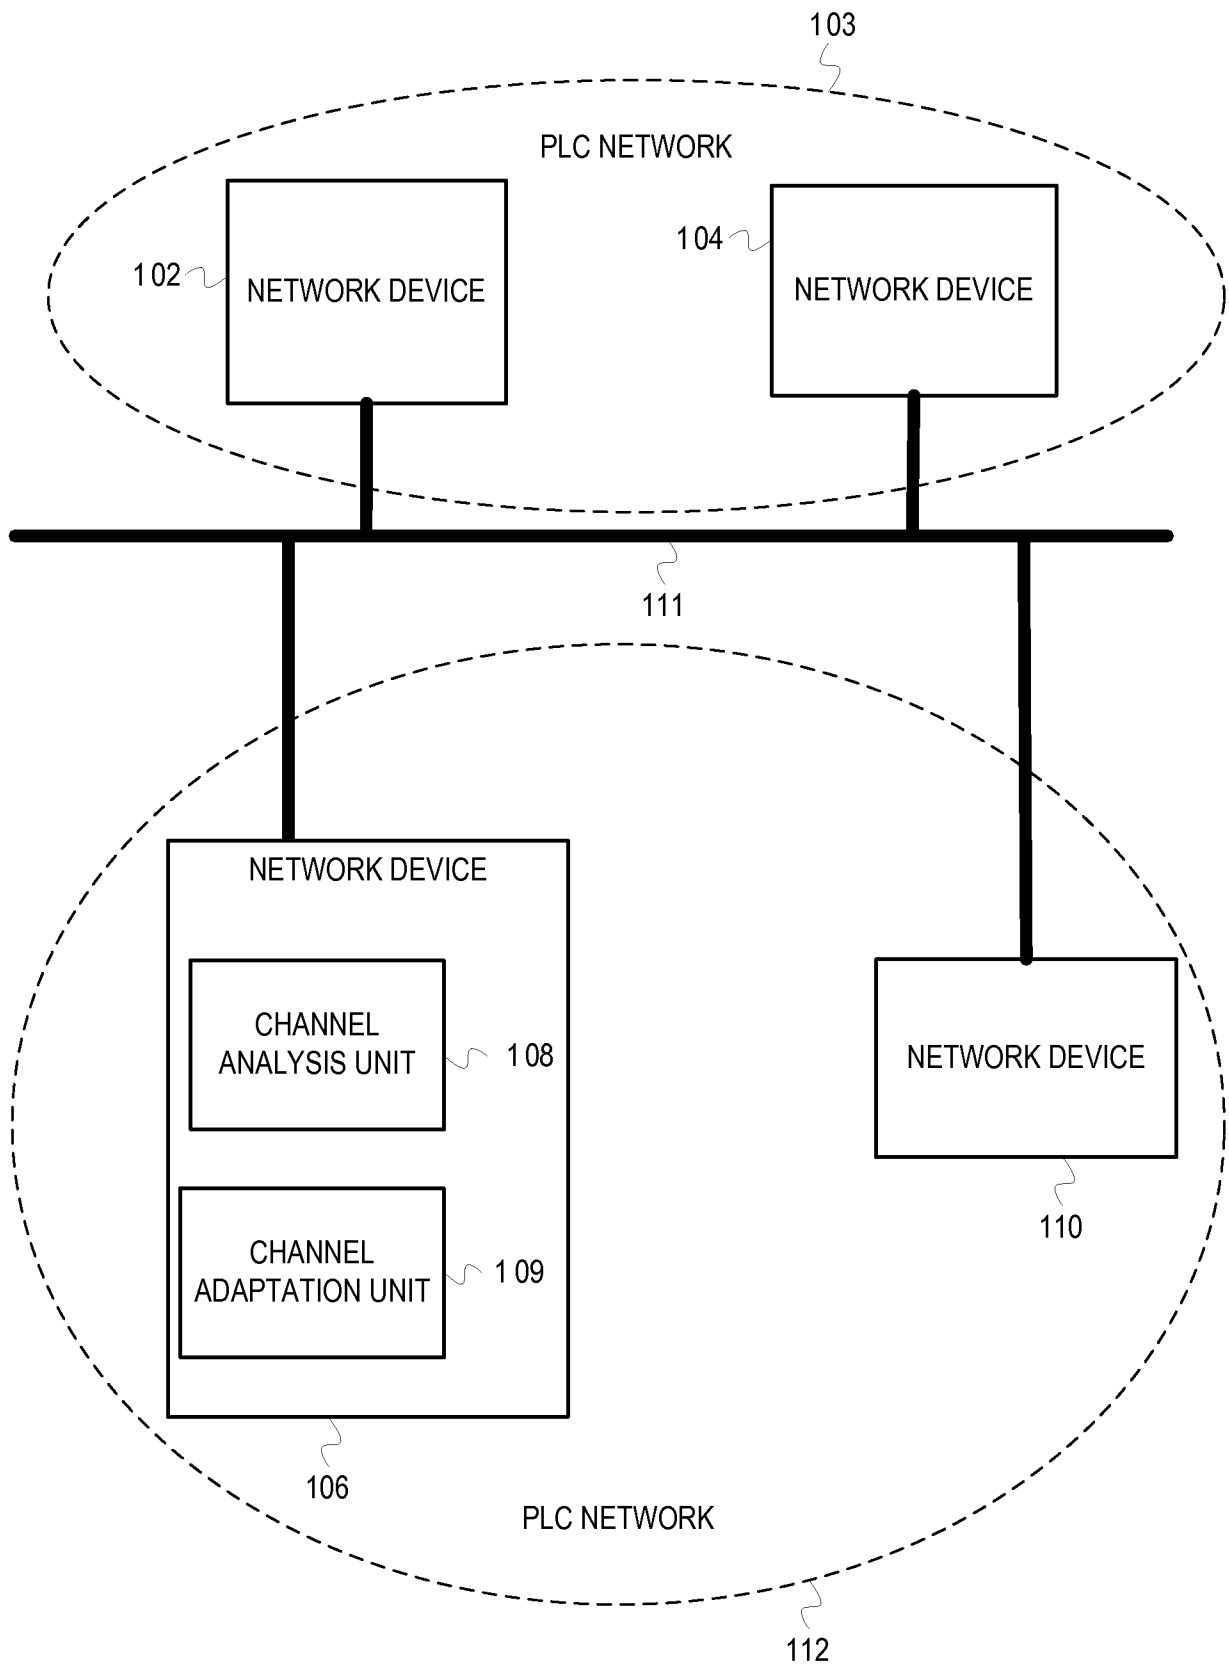 103
PLC NETWORK
104
102
NETWORK DEVICE
NETWORK DEVICE
111
NETWORK DEVICE
CHANNEL
ANALYSIS UNIT
108
NETWORK DEVICE
110
CHANNEL
ADAPTATION UNIT
109
106
PLC NETWORK
112